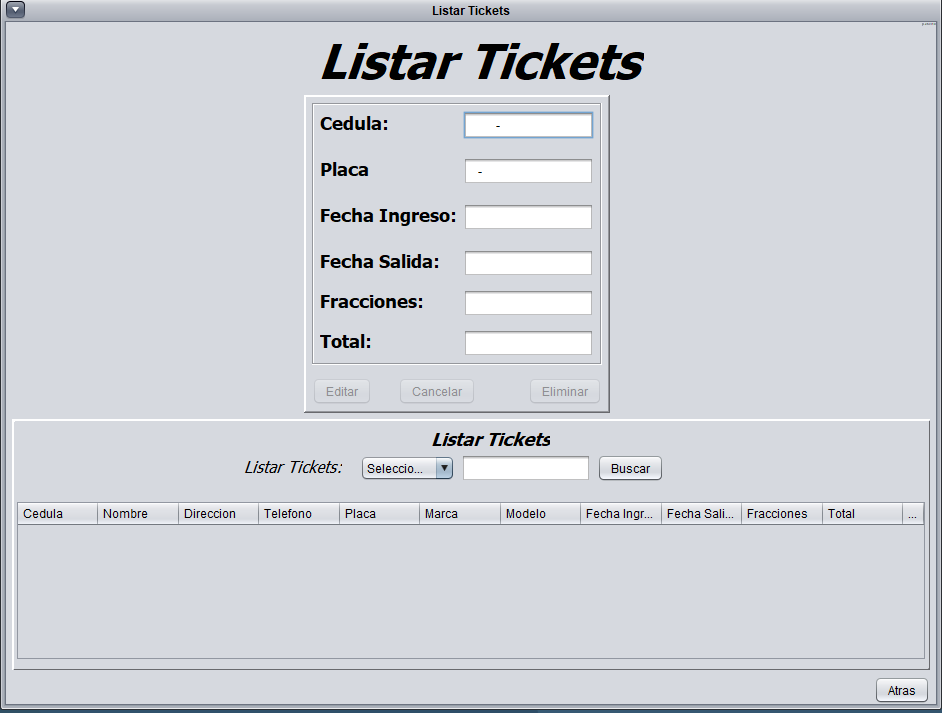 Listar Tickets
Listar Tickets
Cedula: -
Placa -
Fecha Ingreso:
Fecha Salida:
Fracciones:
Total:
Editar Cancelar Eliminar
Listar Tickets
Listar Tickets: Seleccio... Buscar
Cedula Nombre Direccion Telefono Placa Marca Modelo Fecha Ingr... Fecha Sali... Fracciones Total ...
Atras